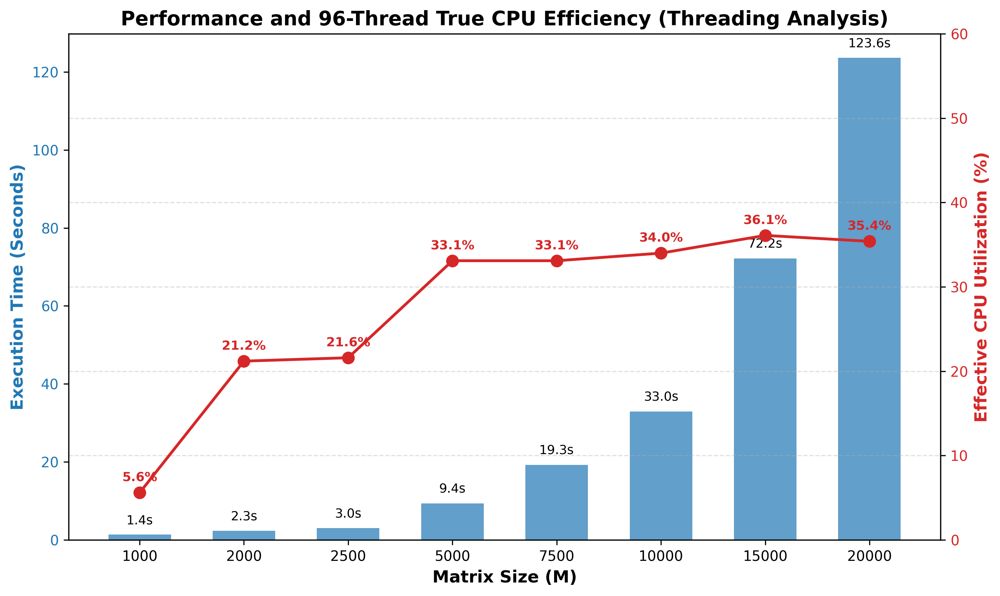 Performance and 96-Thread True CPU Efficiency (Threading Analysis)
Execution Time (Seconds)
120
100
80
60
40
20
0
60
50
40
30
20
10
0
Effective CPU Utilization (%)
5.6%
21.2%
21.6%
33.1%
33.1%
34.0%
36.1%
35.4%
1.4s
2.3s
3.0s
9.4s
19.3s
33.0s
72.2s
123.6s
1000
2000
2500
5000
7500
10000
15000
20000
Matrix Size (M)